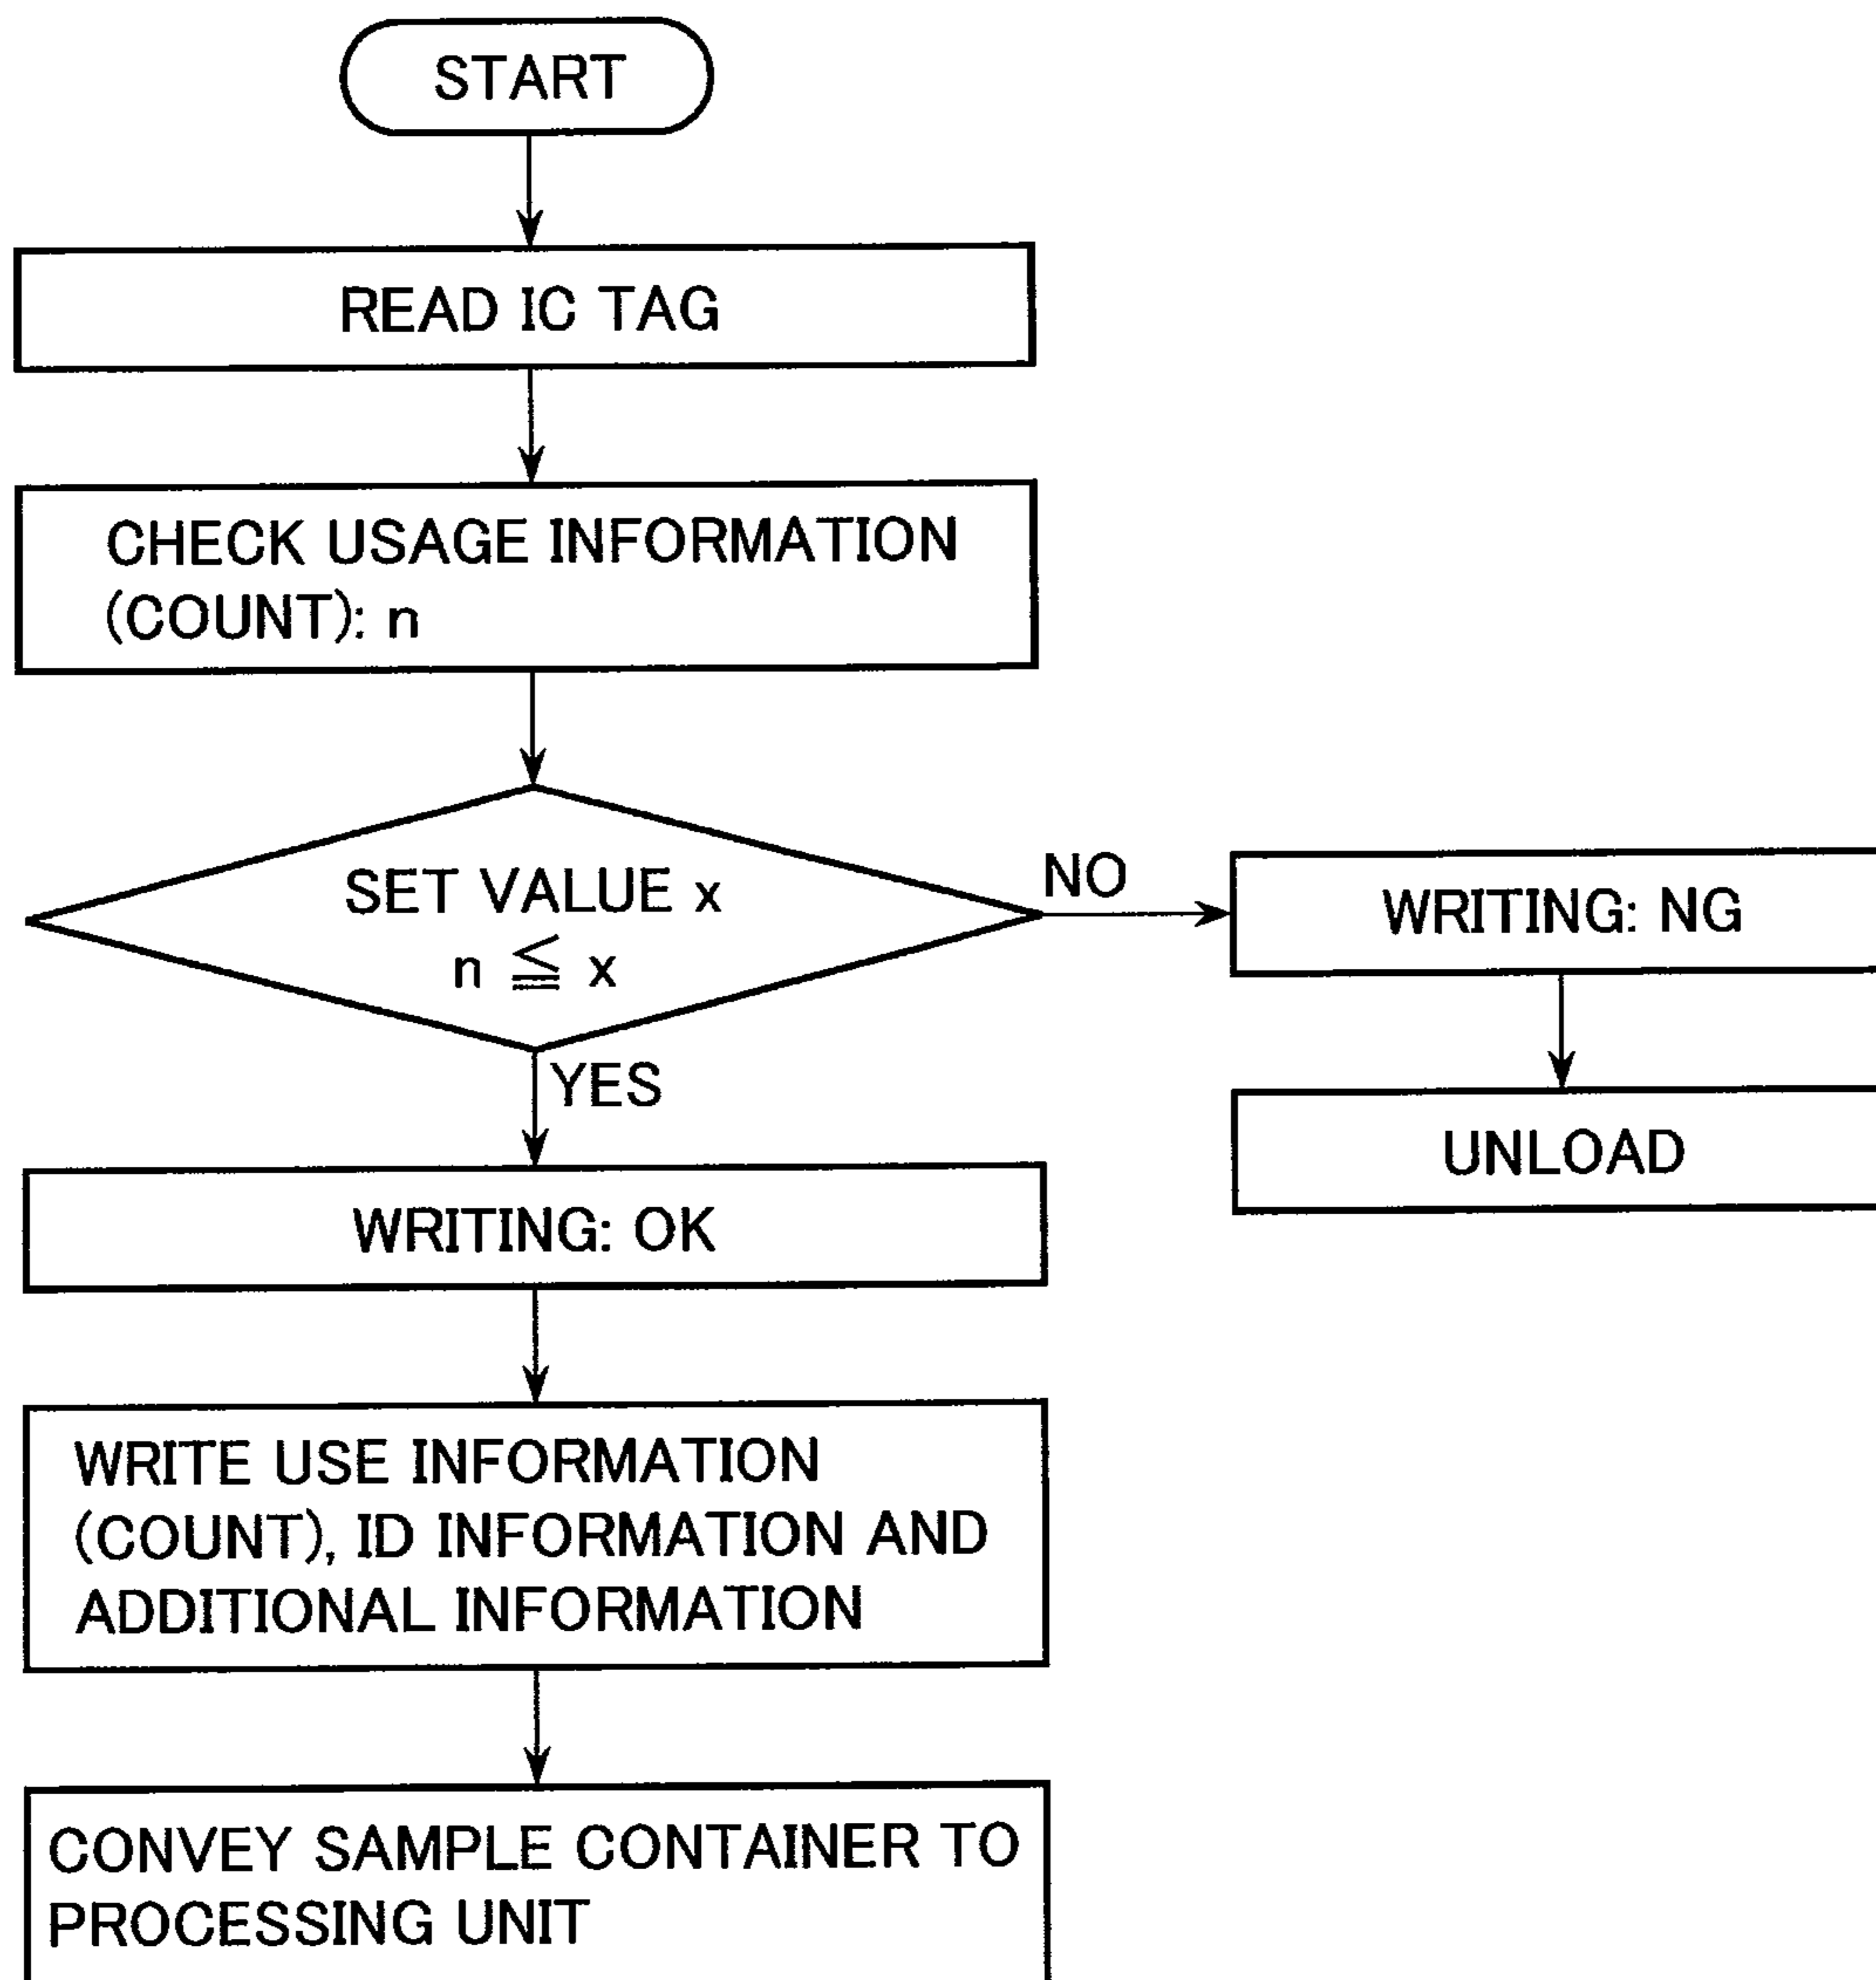 START
READ IC TAG
CHECK USAGE INFORMATION
(COUNT): n
SET VALUE x
n ≦ x
NO
WRITING: NG
UNLOAD
YES
WRITING: OK
WRITE USE INFORMATION
(COUNT), ID INFORMATION AND
ADDITIONAL INFORMATION
CONVEY SAMPLE CONTAINER TO
PROCESSING UNIT